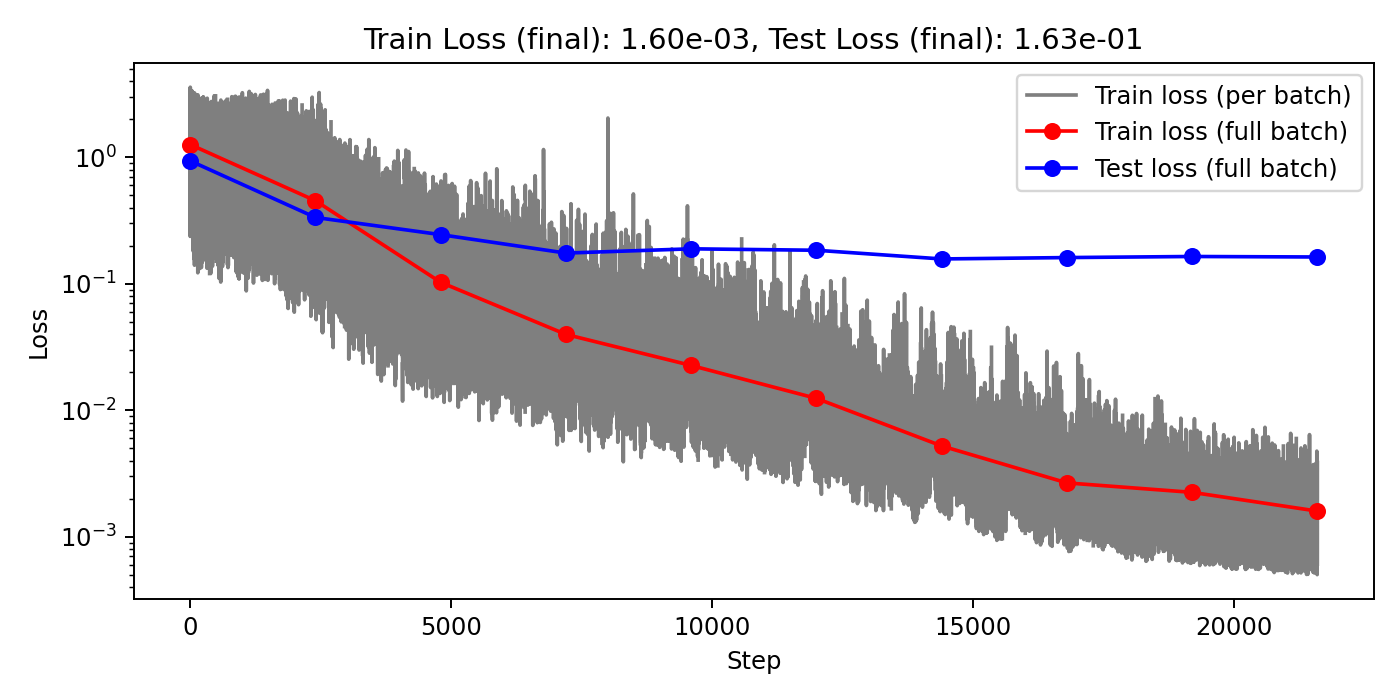 Train Loss (final): 1.60e-03, Test Loss (final): 1.63e-01
Train loss (per batch)
Train loss (full batch)
Test loss (full batch)
Loss
10⁰
10⁻¹
10⁻²
10⁻³
0 5000 10000 15000 20000
Step